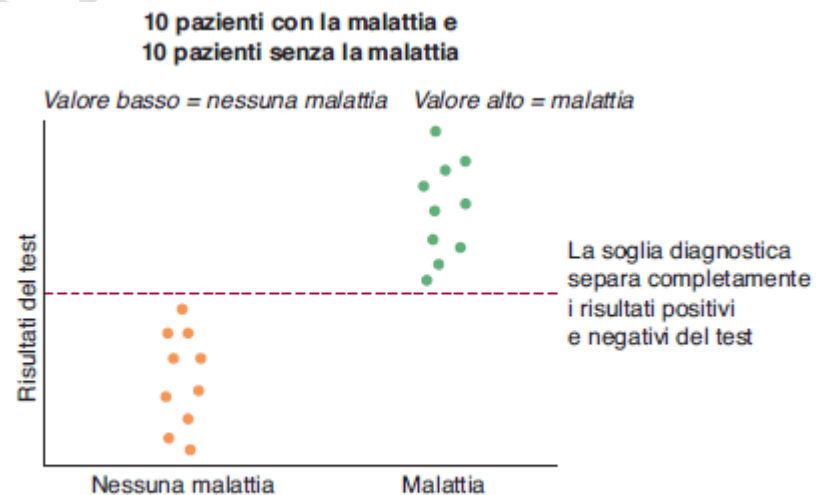 10 pazienti con la malattia e
10 pazienti senza la malattia
Valore basso = nessuna malattia
Valore alto = malattia
Risultati del test
La soglia diagnostica
separa completamente
i risultati positivi
e negativi del test
Nessuna malattia
Malattia